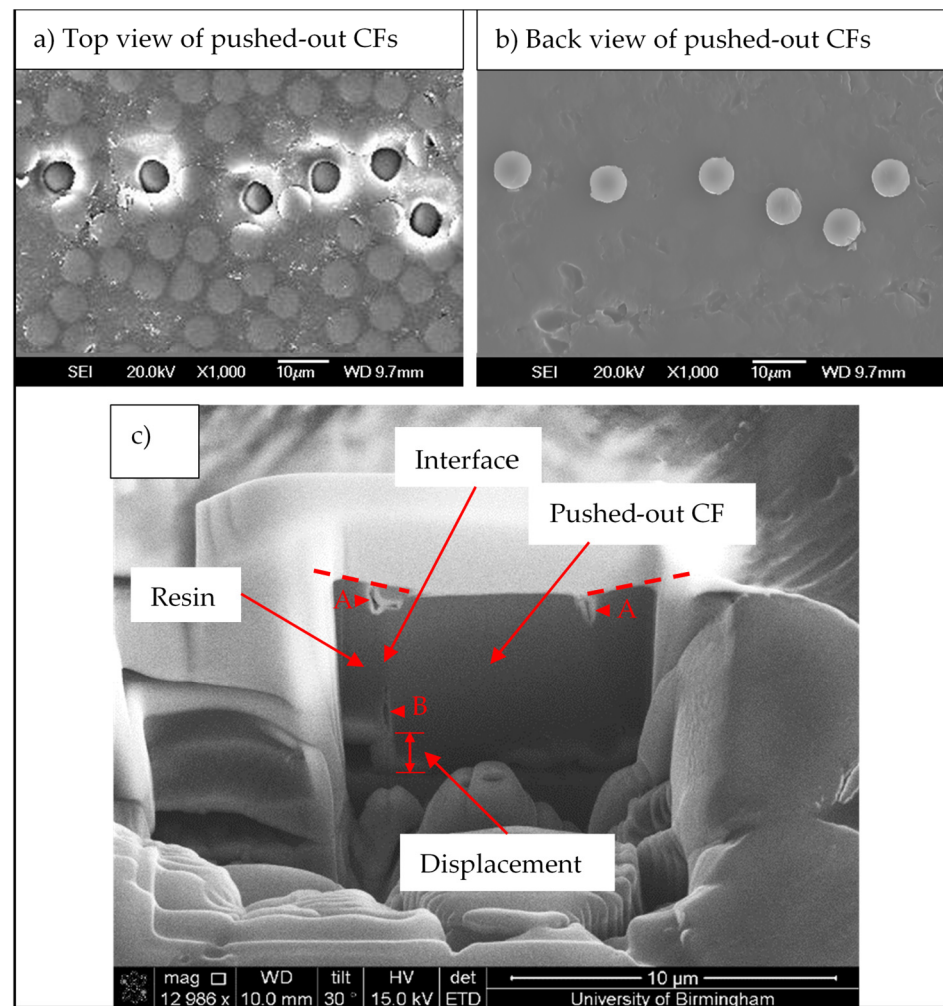 a) Top view of pushed-out CFs
b) Back view of pushed-out CFs
SEI 20.0kV X1,000 10µm WD 9.7mm
SEI 20.0kV X1,000 10µm WD 9.7mm
c)
Interface
Pushed-out CF
Resin
A
A
B
Displacement
mag WD tilt HV det
12 986 x 10.0 mm 30 ° 15.0 kV ETD
10 µm
University of Birmingham